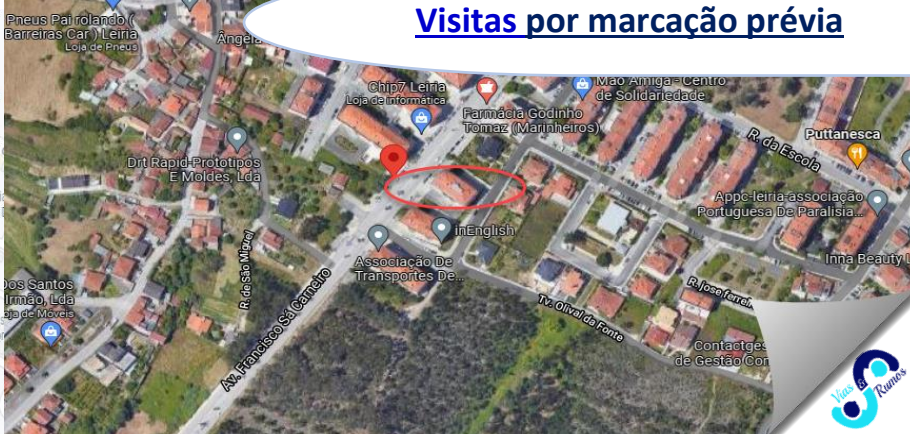 Visitas por marcação prévia
Pneus Pai rolando (
Barreiras Car ) Leiria
Loja de Pneus
Ângela
Chip7 Leiria
Loja de informática
Mão Amiga - Centro
de Solidariedade
Farmácia Godinho
Tomaz (Marinheiros)
R. da Escola
Puttanesca
Drt Rapid-Prototipos
E Moldes, Lda
Appc-leiria-associação
Portuguesa De Paralisia...
inEnglish
Associação De
Transportes De...
Inna Beauty L
R. de São Miguel
dos Santos
Irmão, Lda
oja de Móveis
Av. Francisco Sá Carneiro
Tv. Olival da Fonte
R. José ferrei
Contactges
de Gestão Con
Vias & Rumos